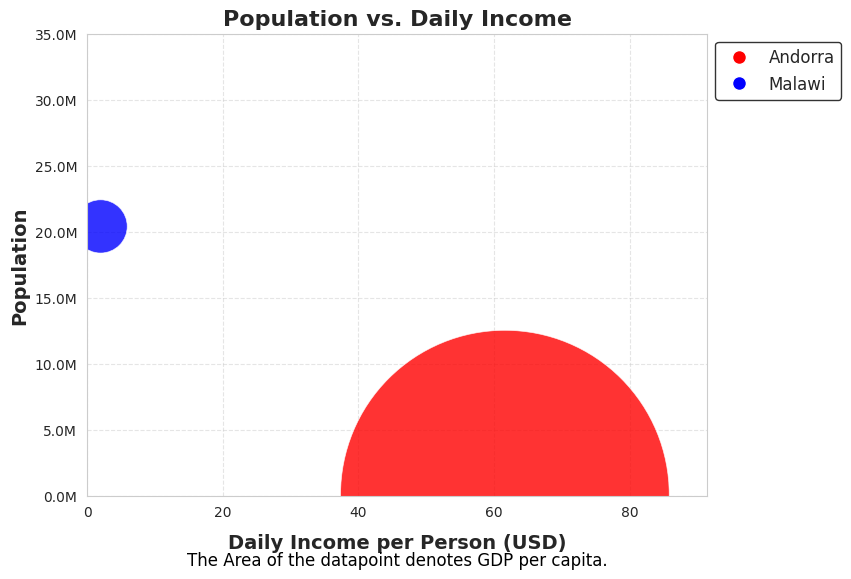 Population vs. Daily Income
Andorra
Malawi
Population
35.0M
30.0M
25.0M
20.0M
15.0M
10.0M
5.0M
0.0M
0 20 40 60 80
Daily Income per Person (USD)
The Area of the datapoint denotes GDP per capita.